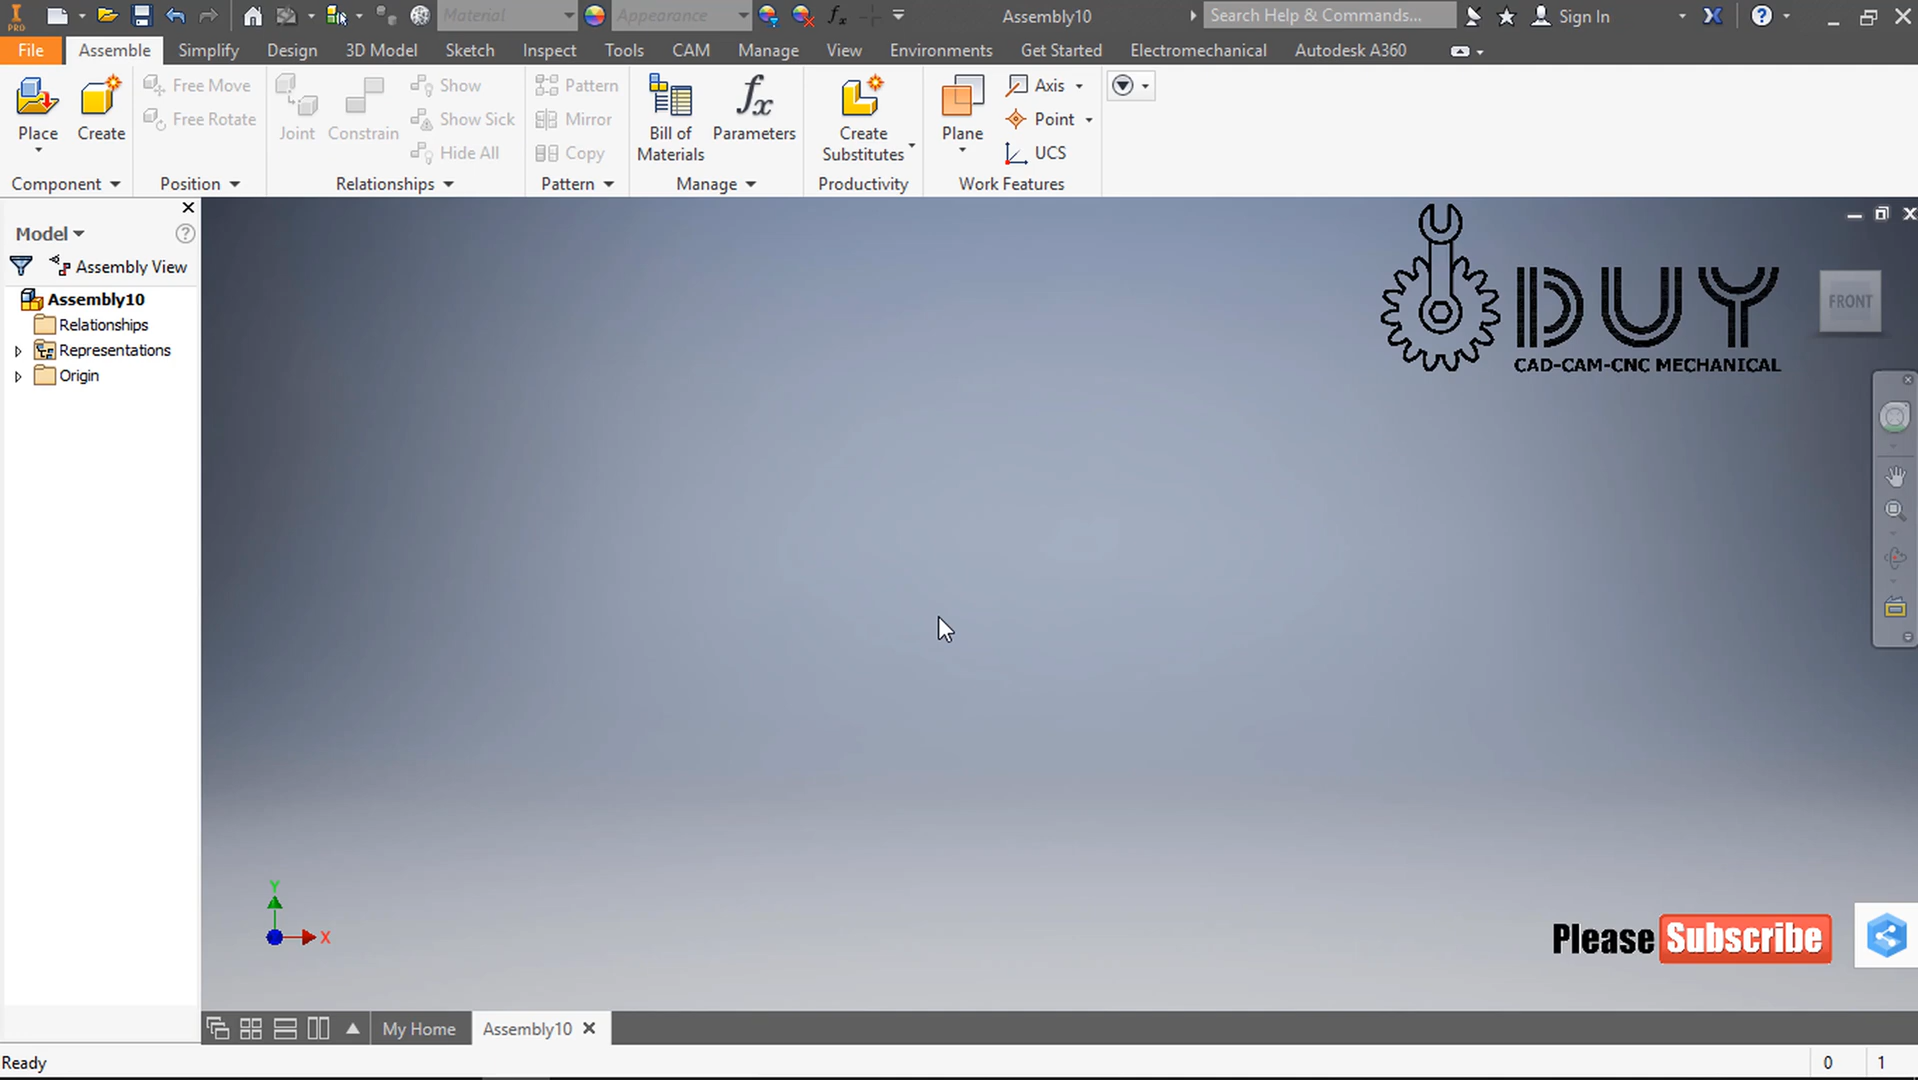 PRO
Material
Appearance
fx
Assembly10
Search Help & Commands...
Sign In
File
Assemble
Simplify
Design
3D Model
Sketch
Inspect
Tools
CAM
Manage
View
Environments
Get Started
Electromechanical
Autodesk A360
Place
Create
Free Move
Free Rotate
Joint
Constrain
Show
Show Sick
Hide All
Pattern
Mirror
Copy
Bill of
Materials
fx
Parameters
Create
Substitutes
Plane
Axis
Point
UCS
Component
Position
Relationships
Pattern
Manage
Productivity
Work Features
Model
Assembly View
Assembly10
Relationships
Representations
Origin
DUY
CAD-CAM-CNC MECHANICAL
FRONT
Y
X
Please Subscribe
My Home
Assembly10
Ready
0
1